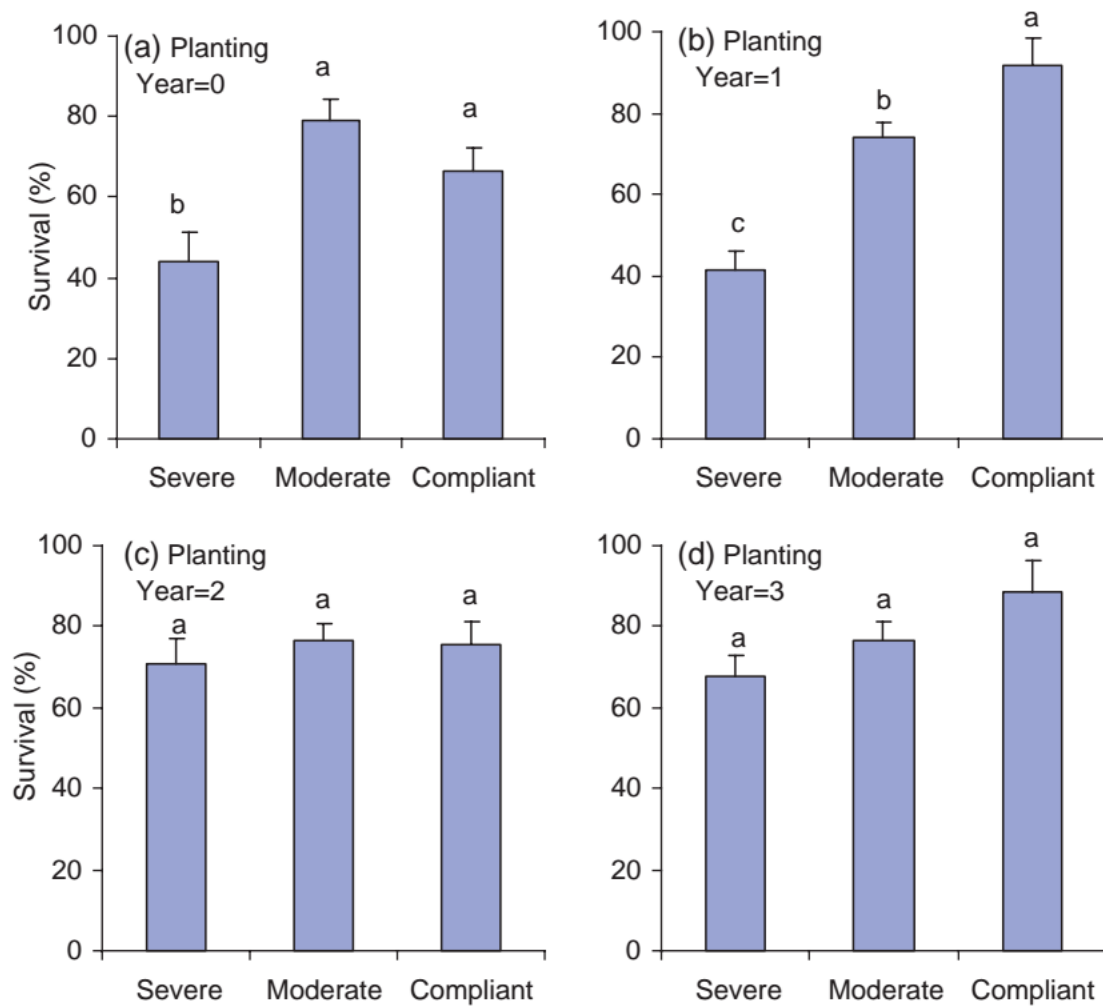 (a) Planting
Year=0
Survival (%)
100
80
60
40
20
0
b
a
a
Severe Moderate Compliant
(b) Planting
Year=1
100
80
60
40
20
0
c
b
a
Severe Moderate Compliant
(c) Planting
Year=2
Survival (%)
100
80
60
40
20
0
a
a
a
Severe Moderate Compliant
(d) Planting
Year=3
100
80
60
40
20
0
a
a
a
Severe Moderate Compliant